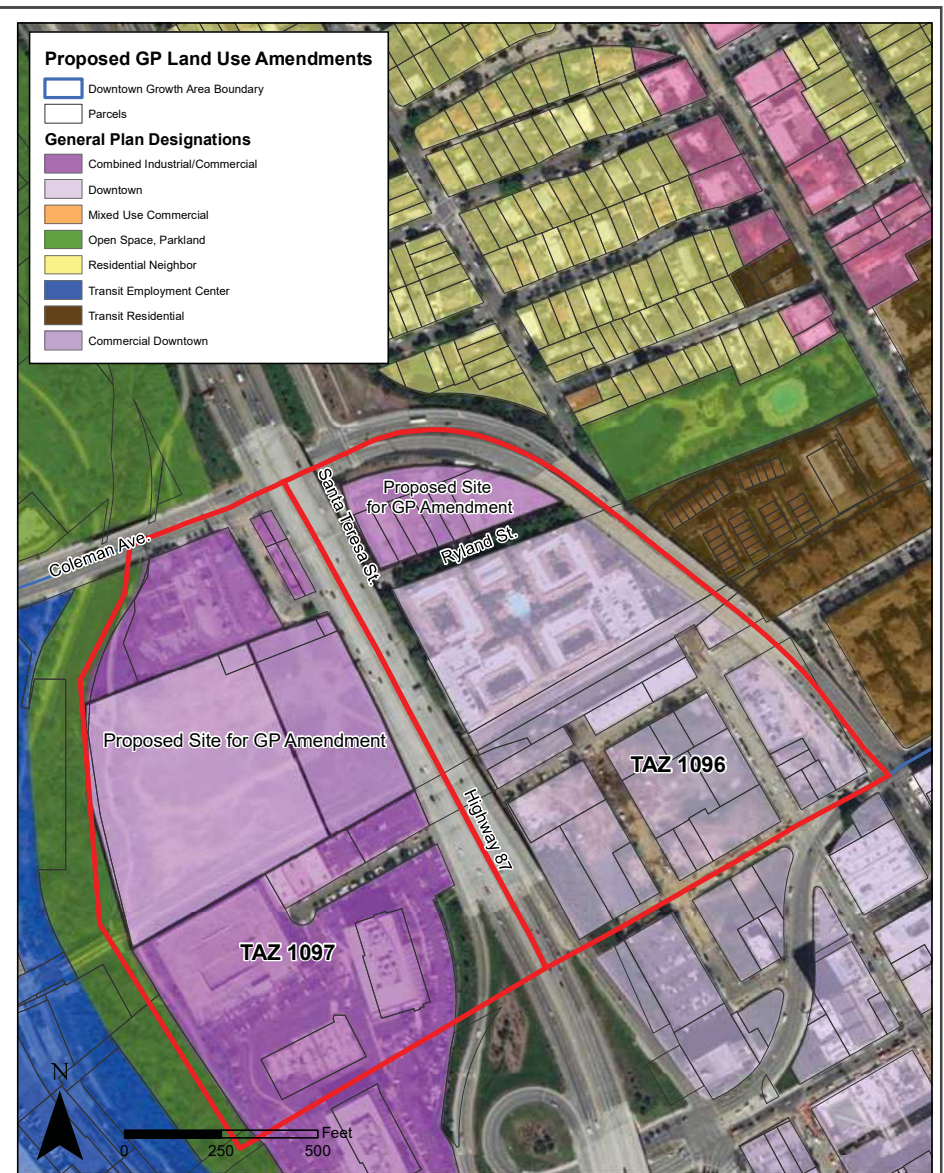 Proposed GP Land Use Amendments
Downtown Growth Area Boundary
Parcels
General Plan Designations
Combined Industrial/Commercial
Downtown
Mixed Use Commercial
Open Space, Parkland
Residential Neighbor
Transit Employment Center
Transit Residential
Commercial Downtown
Santa Teresa St.
Proposed Site
for GP Amendment
Ryland St.
Coleman Ave.
Proposed Site for GP Amendment
TAZ 1096
Highway 87
TAZ 1097
N
Feet
0 250 500